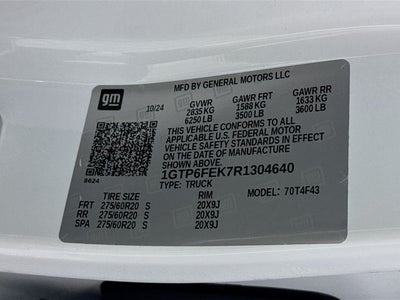 gm
MFD BY GENERAL MOTORS LLC
10/24 GVWR GAWR FRT GAWR RR
2835 KG 1588 KG 1633 KG
6250 LB 3500 LB 3600 LB
THIS VEHICLE CONFORMS TO ALL
APPLICABLE U.S. FEDERAL MOTOR
VEHICLE SAFETY STANDARDS IN
EFFECT ON THE DATE OF MANUFACTURE
SHOWN ABOVE.
8624 1GTP6FEK7R1304640
TYPE: TRUCK MODEL: 70T4F43
TIRE SIZE RIM
FRT 275/60R20 S 20X9J
RR 275/60R20 S 20X9J
SPA 275/60R20 S 20X9J